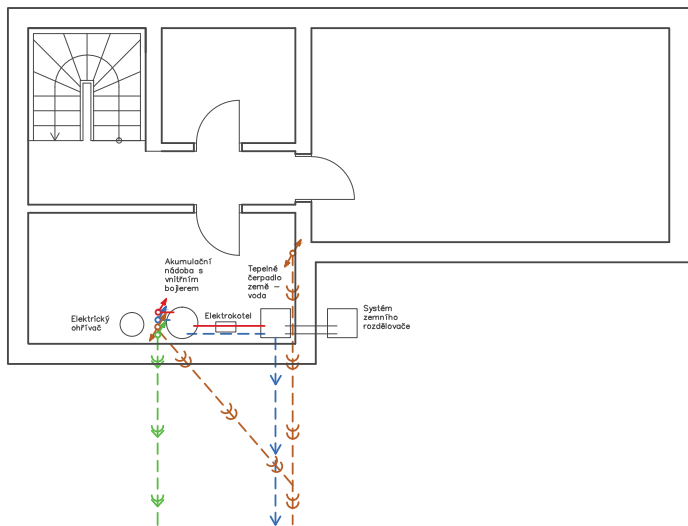 Akumulační
nádoba s
vnitřním
bojlerem
Tepelné
čerpadlo
země –
voda
Elektrický
ohřívač
Elektrokotel
Systém
zemního
rozdělovače